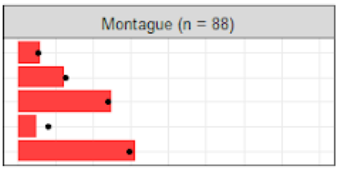 Montague (n = 88)